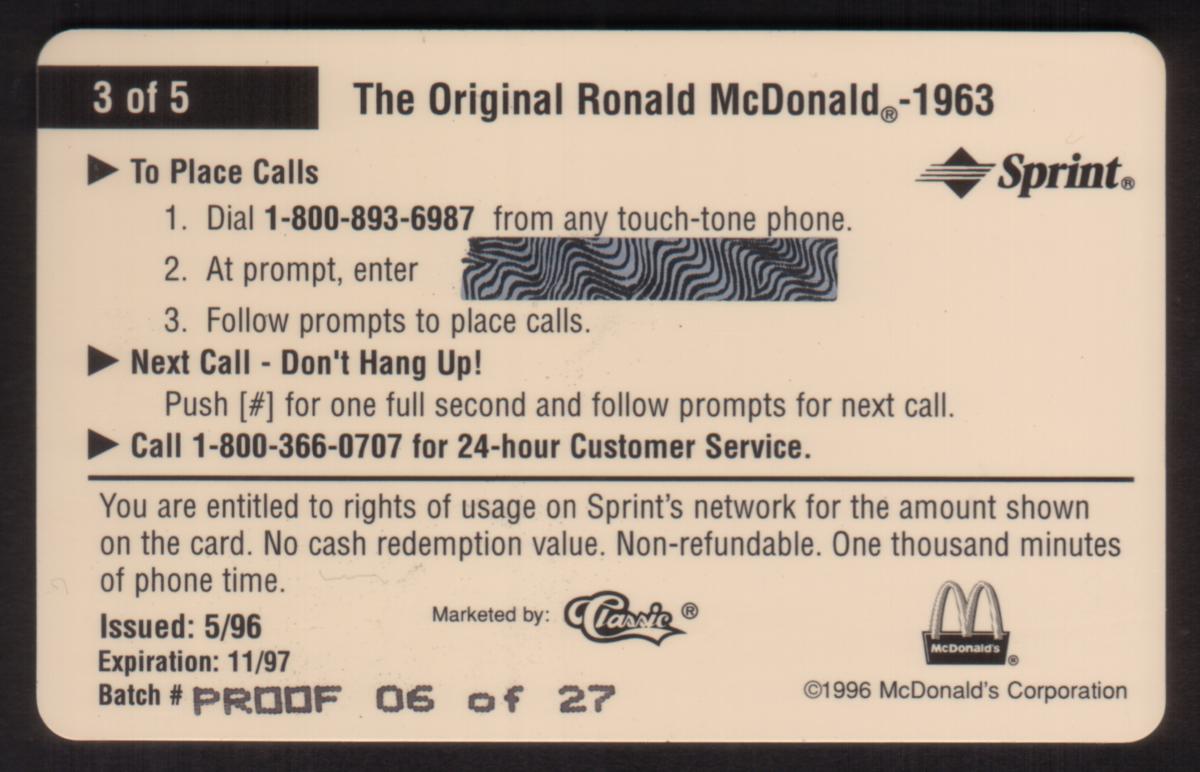 3 of 5
The Original Ronald McDonald®-1963
Sprint®
To Place Calls
1. Dial 1-800-893-6987 from any touch-tone phone.
2. At prompt, enter
3. Follow prompts to place calls.
Next Call - Don't Hang Up!
Push [#] for one full second and follow prompts for next call.
Call 1-800-366-0707 for 24-hour Customer Service.
You are entitled to rights of usage on Sprint's network for the amount shown
on the card. No cash redemption value. Non-refundable. One thousand minutes
of phone time.
Issued: 5/96
Marketed by: Classic®
McDonald's®
Expiration: 11/97
Batch # PROOF 06 of 27
©1996 McDonald's Corporation